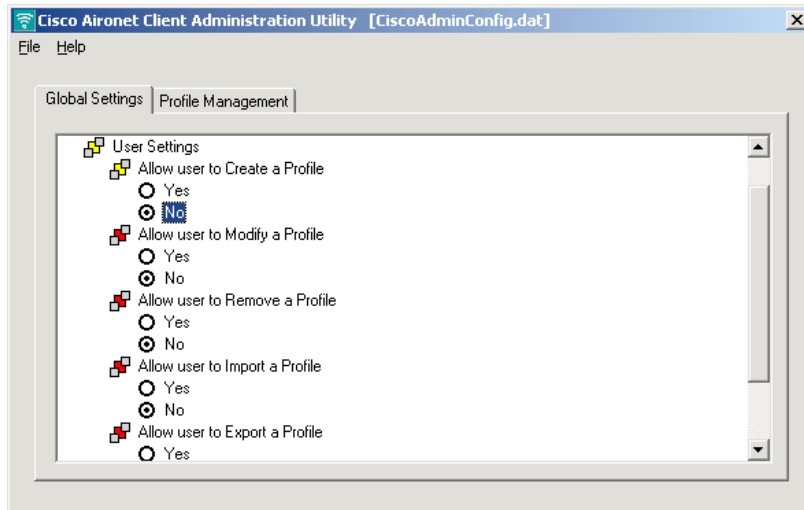 Cisco Aironet Client Administration Utility [CiscoAdminConfig.dat]
File Help
Global Settings Profile Management
User Settings
Allow user to Create a Profile
Yes
No
Allow user to Modify a Profile
Yes
No
Allow user to Remove a Profile
Yes
No
Allow user to Import a Profile
Yes
No
Allow user to Export a Profile
Yes